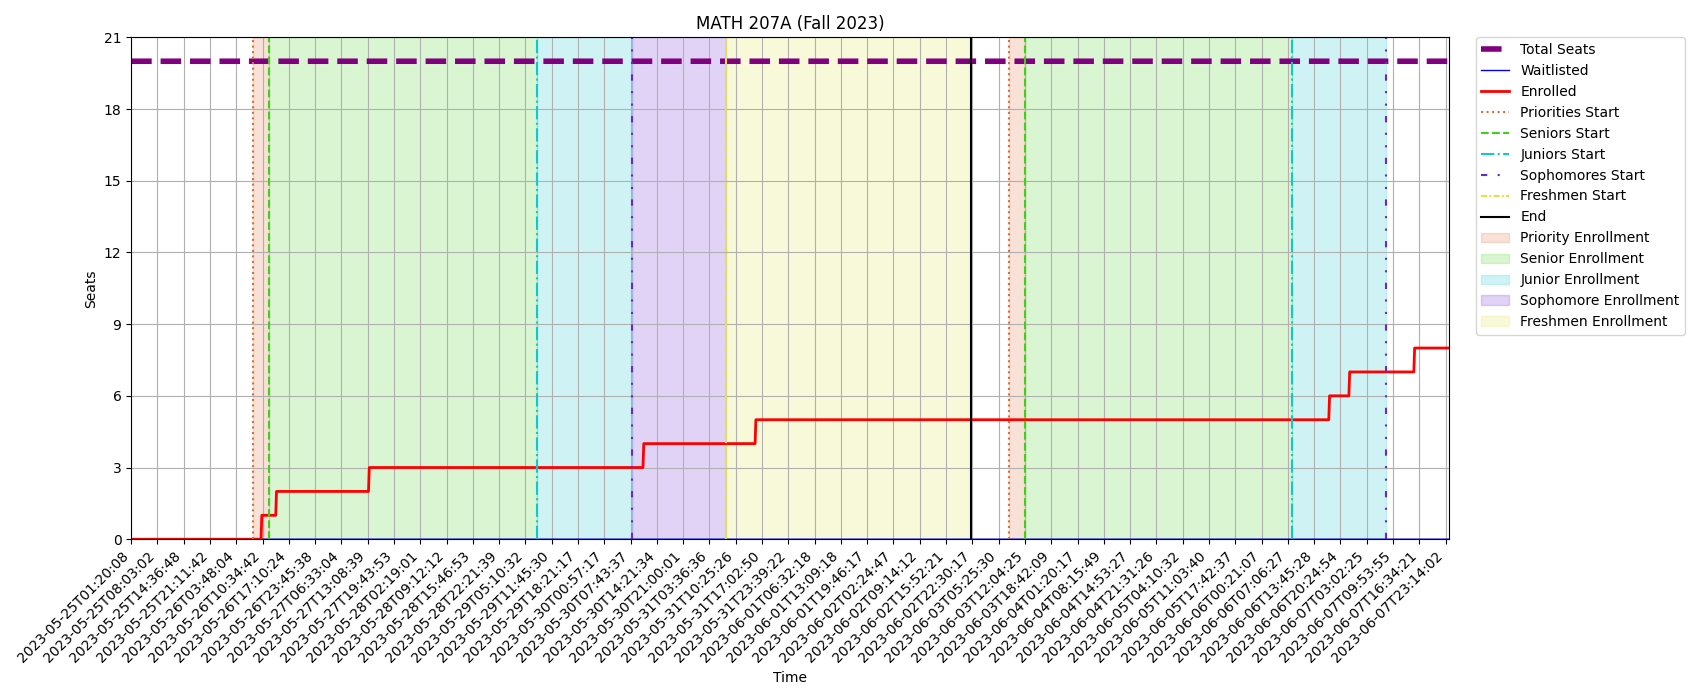 MATH 207A (Fall 2023)
21
18
15
12
9
6
3
0
Seats
2023-05-25T01:20:08
2023-05-25T08:03:02
2023-05-25T14:36:48
2023-05-25T21:11:42
2023-05-26T03:48:04
2023-05-26T10:34:42
2023-05-26T17:10:24
2023-05-26T23:45:38
2023-05-27T06:33:04
2023-05-27T13:08:39
2023-05-27T19:43:53
2023-05-28T02:19:01
2023-05-28T09:12:12
2023-05-28T15:46:53
2023-05-28T22:21:39
2023-05-29T05:10:32
2023-05-29T11:45:30
2023-05-29T18:21:17
2023-05-30T00:57:17
2023-05-30T07:43:37
2023-05-30T14:21:34
2023-05-30T21:00:01
2023-05-31T03:36:36
2023-05-31T10:25:26
2023-05-31T17:02:50
2023-05-31T23:39:22
2023-06-01T06:32:18
2023-06-01T13:09:18
2023-06-01T19:46:17
2023-06-02T02:24:47
2023-06-02T09:14:12
2023-06-02T15:52:21
2023-06-02T22:30:17
2023-06-03T05:25:30
2023-06-03T12:04:25
2023-06-03T18:42:09
2023-06-04T01:20:17
2023-06-04T08:15:49
2023-06-04T14:53:27
2023-06-04T21:31:26
2023-06-05T04:10:32
2023-06-05T11:03:40
2023-06-05T17:42:37
2023-06-06T00:21:07
2023-06-06T07:06:27
2023-06-06T13:45:28
2023-06-06T20:24:54
2023-06-07T03:02:25
2023-06-07T09:53:55
2023-06-07T16:34:21
2023-06-07T23:14:02
Time
Total Seats
Waitlisted
Enrolled
Priorities Start
Seniors Start
Juniors Start
Sophomores Start
Freshmen Start
End
Priority Enrollment
Senior Enrollment
Junior Enrollment
Sophomore Enrollment
Freshmen Enrollment